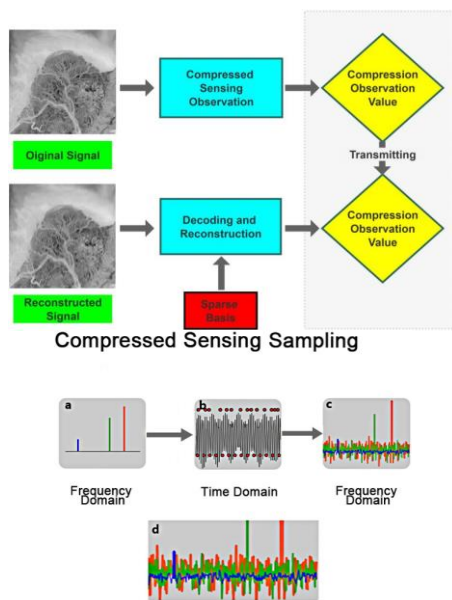 Compressed
Sensing
Observation
Compression
Observation
Value
Oiginal Signal
Transmitting
Decoding and
Reconstruction
Compression
Observation
Value
Reconstructed
Signal
Sparse
Basis
Compressed Sensing Sampling
a
b
c
Frequency
Domain
Time Domain
Frequency
Domain
d